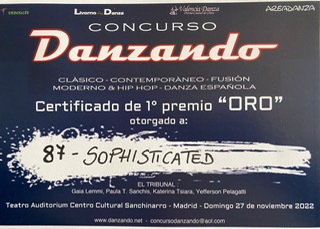 Livorno Danza
Valencia-Danza
AREADANZA
CONCURSO
Danzando
CLÁSICO - CONTEMPORÁNEO - FUSIÓN
MODERNO & HIP HOP - DANZA ESPAÑOLA
Certificado de 1º premio "ORO"
otorgado a:
87 - SOPHISTICATED
EL TRIBUNAL :
Gaia Lemmi, Paula T. Sanchis, Katerina Tsiara, Yefferson Pelagatti
Teatro Auditorium Centro Cultural Sanchinarro - Madrid - Domingo 27 de noviembre 2022
www.danzando.net - concursodanzando@aol.com